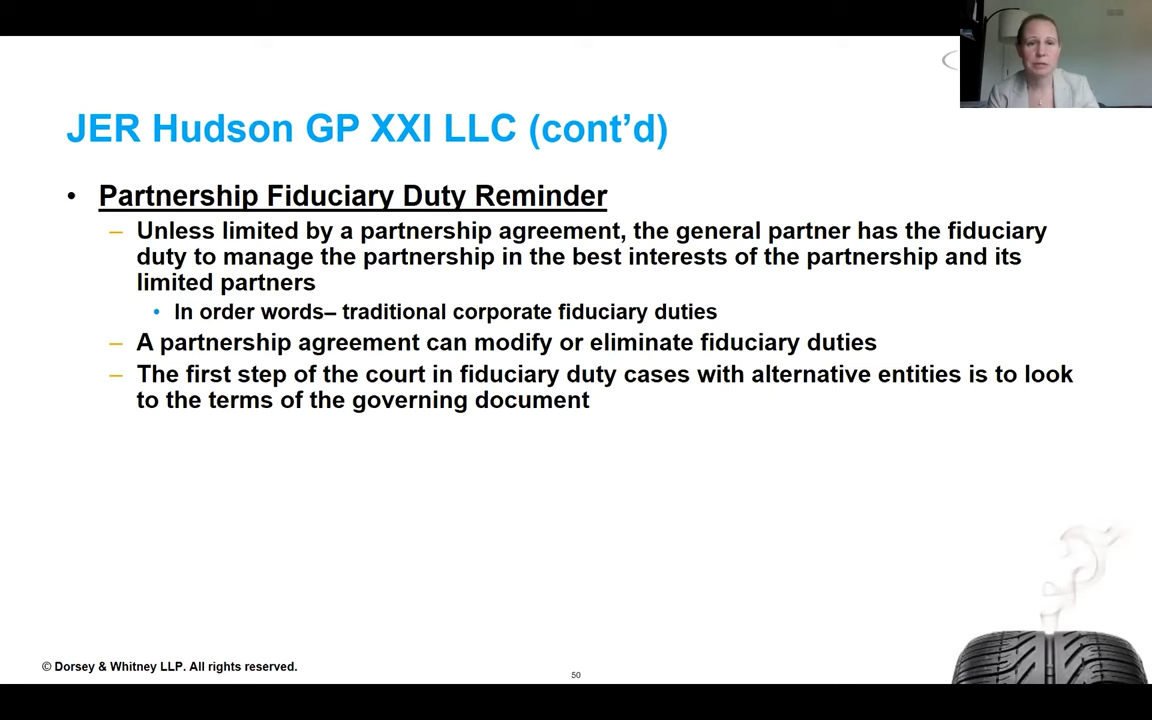 JER Hudson GP XXI LLC (cont’d)
• Partnership Fiduciary Duty Reminder
– Unless limited by a partnership agreement, the general partner has the fiduciary
duty to manage the partnership in the best interests of the partnership and its
limited partners
• In order words– traditional corporate fiduciary duties
– A partnership agreement can modify or eliminate fiduciary duties
– The first step of the court in fiduciary duty cases with alternative entities is to look
to the terms of the governing document
© Dorsey & Whitney LLP. All rights reserved.
50